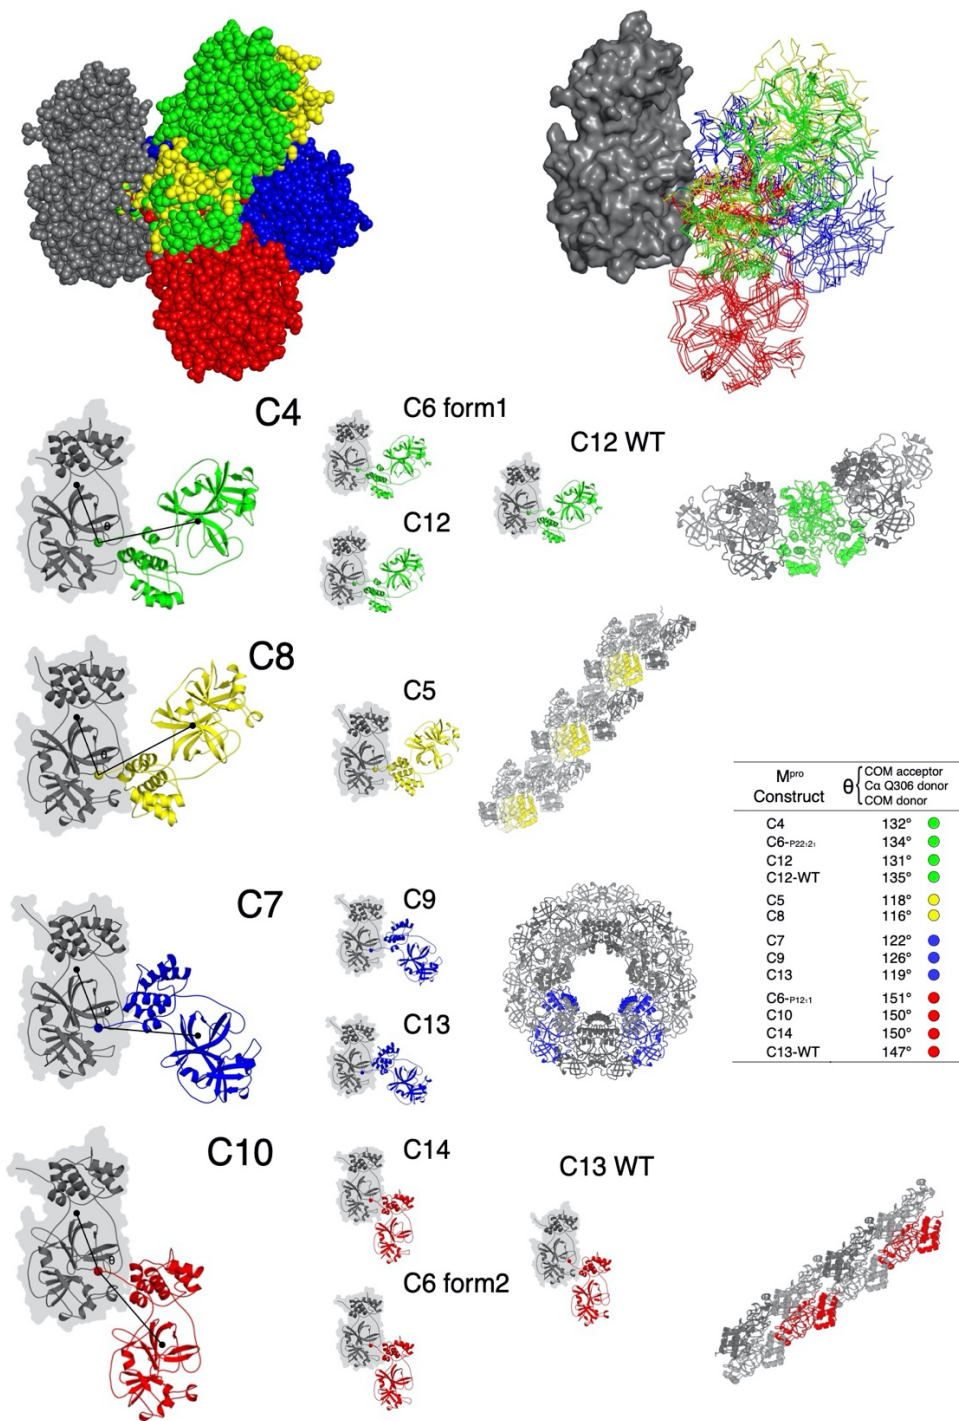 C4
C6 form1
C12 WT
C12
θ
C8
C5
θ
M^pro Construct
θ { COM acceptor
Cα Q306 donor
COM donor
C4 132°
C6-P22₁2₁ 134°
C12 131°
C12-WT 135°
C5 118°
C8 116°
C7 122°
C9 126°
C13 119°
C6-P12₁1 151°
C10 150°
C14 150°
C13-WT 147°
C7
C9
θ
C13
C10
C14
C13 WT
θ
C6 form2